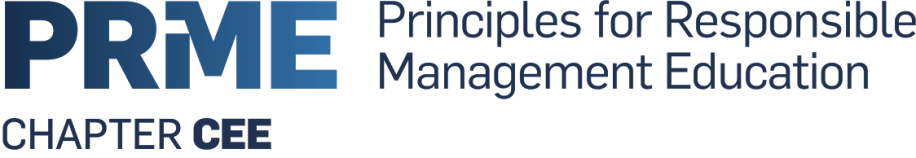 PRME
Principles for Responsible
Management Education
CHAPTER CEE